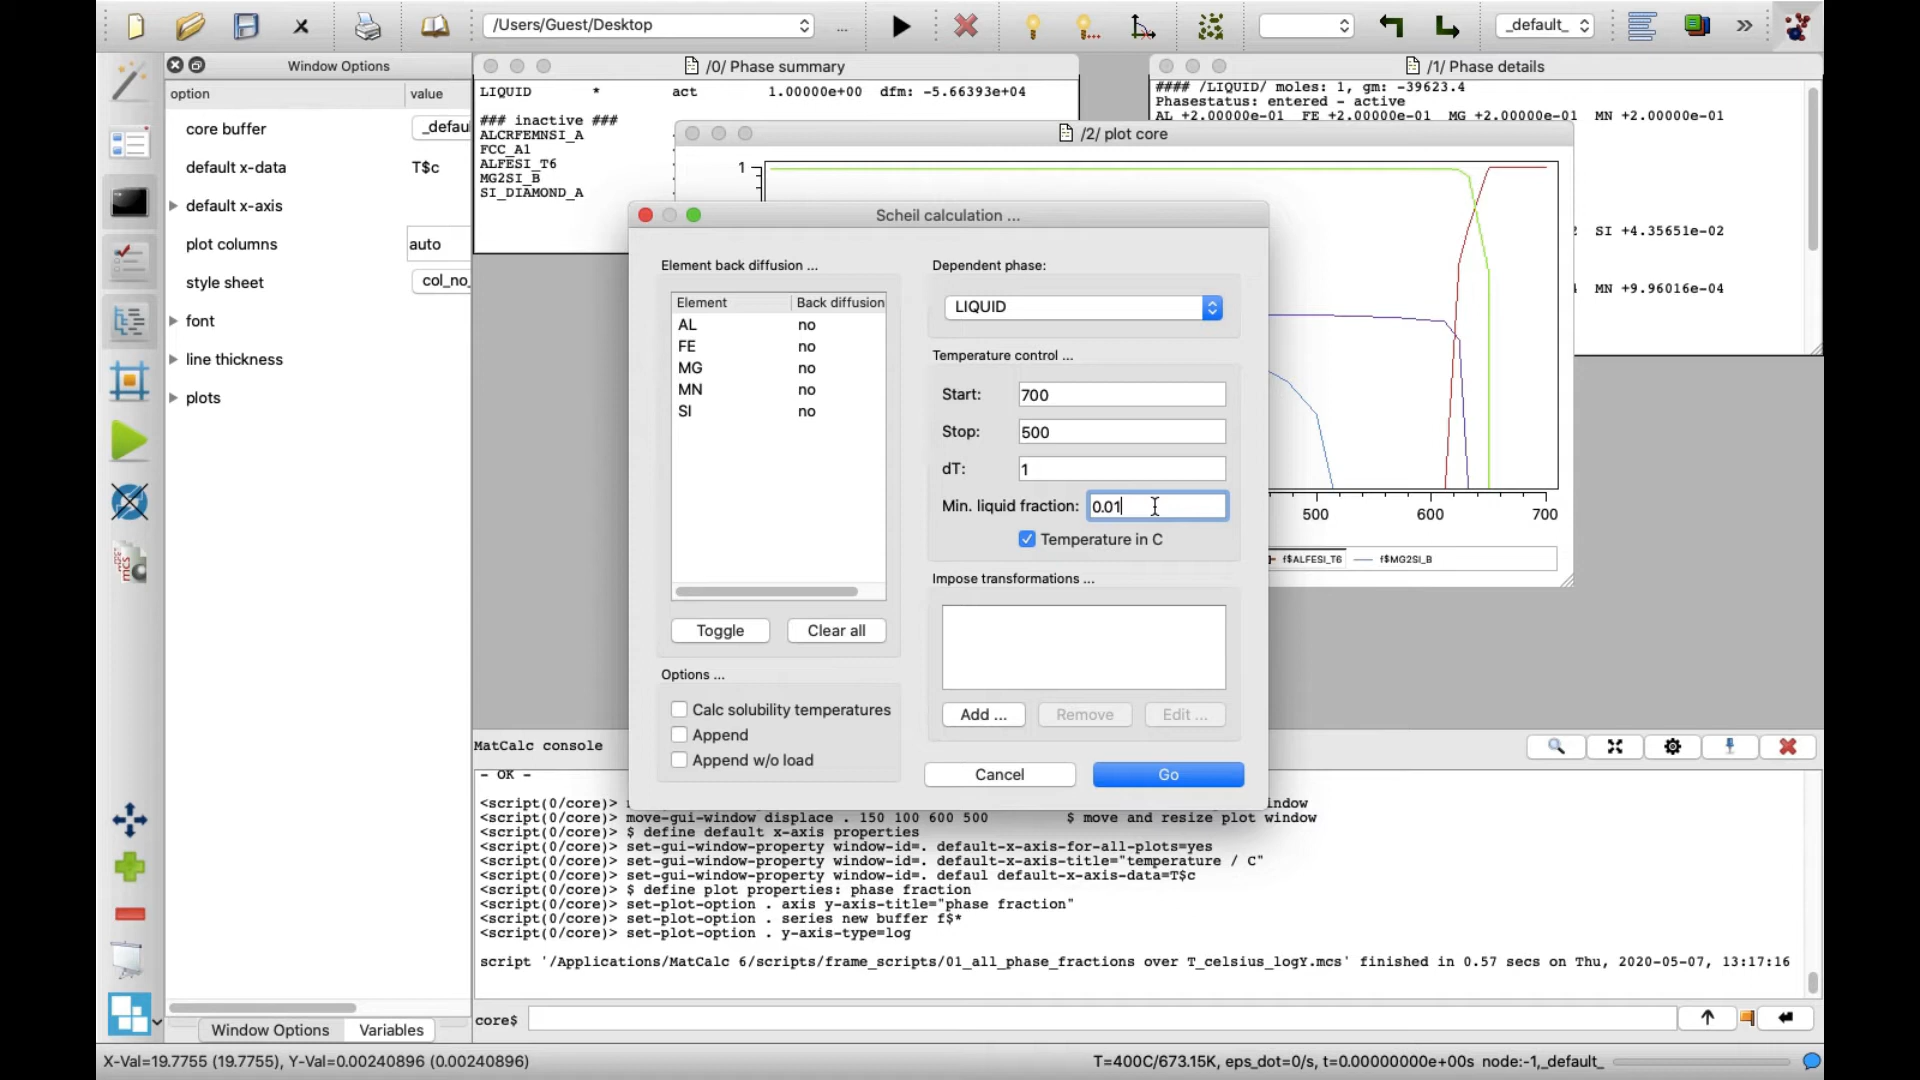 /Users/Guest/Desktop
...
_default_
»
Window Options
option value
core buffer _defau
default x-data T$c
default x-axis
plot columns auto
style sheet col_no_
font
line thickness
plots
Window Options Variables
/0/ Phase summary
LIQUID * act 1.00000e+00 dfm: -5.66393e+04
### inactive ###
ALCRFEMNSI_A
FCC_A1
ALFESI_T6
MG2SI_B
SI_DIAMOND_A
/1/ Phase details
#### /LIQUID/ moles: 1, gm: -39623.4
Phasestatus: entered - active
AL +2.00000e-01 FE +2.00000e-01 MG +2.00000e-01 MN +2.00000e-01
SI +4.35651e-02
MN +9.96016e-04
/2/ plot core
1
500 600 700
f$ALFESI_T6 f$MG2SI_B
Scheil calculation ...
Element back diffusion ...
Element Back diffusion
AL no
FE no
MG no
MN no
SI no
Toggle Clear all
Options ...
Calc solubility temperatures
Append
Append w/o load
Dependent phase:
LIQUID
Temperature control ...
Start: 700
Stop: 500
dT: 1
Min. liquid fraction: 0.01
Temperature in C
Impose transformations ...
Add ... Remove Edit ...
Cancel Go
MatCalc console
- OK -
<script(0/core)> indow
<script(0/core)> move-gui-window displace . 150 100 600 500 $ move and resize plot window
<script(0/core)> $ define default x-axis properties
<script(0/core)> set-gui-window-property window-id=. default-x-axis-for-all-plots=yes
<script(0/core)> set-gui-window-property window-id=. default-x-axis-title="temperature / C"
<script(0/core)> set-gui-window-property window-id=. defaul default-x-axis-data=T$c
<script(0/core)> $ define plot properties: phase fraction
<script(0/core)> set-plot-option . axis y-axis-title="phase fraction"
<script(0/core)> set-plot-option . series new buffer f$*
<script(0/core)> set-plot-option . y-axis-type=log
script '/Applications/MatCalc 6/scripts/frame_scripts/01_all_phase_fractions over T_celsius_logY.mcs' finished in 0.57 secs on Thu, 2020-05-07, 13:17:16
core$
X-Val=19.7755 (19.7755), Y-Val=0.00240896 (0.00240896)
T=400C/673.15K, eps_dot=0/s, t=0.00000000e+00s node:-1,_default_